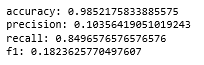 accuracy: 0.9852175833885575
precision: 0.10356419051019243
recall: 0.8496576576576576
f1: 0.1823625770497607